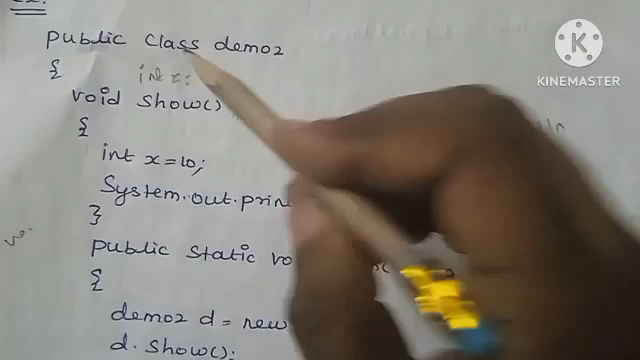 public class demo2
{ int x;
void show()
{
int x=10;
System.out.prin
}
public static vo
{
demo2 d = new
d. show();
KINEMASTER